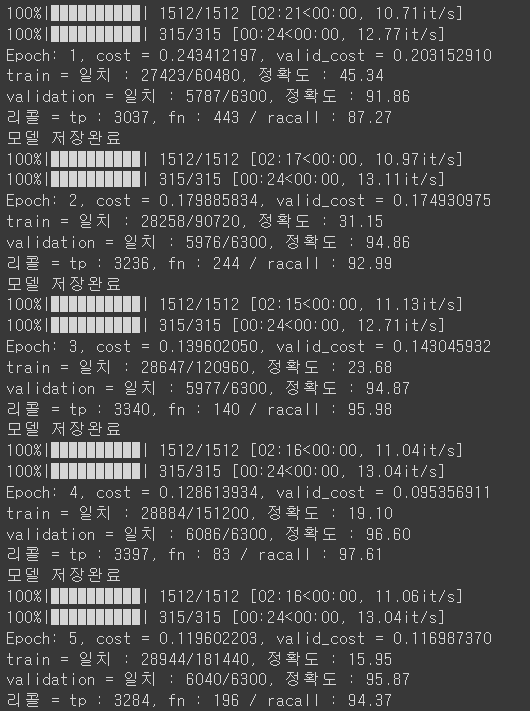 100%|██████████| 1512/1512 [02:21<00:00, 10.71it/s]
100%|██████████| 315/315 [00:24<00:00, 12.77it/s]
Epoch: 1, cost = 0.243412197, valid_cost = 0.203152910
train = 일치 : 27423/60480, 정확도 : 45.34
validation = 일치 : 5787/6300, 정확도 : 91.86
리콜 = tp : 3037, fn : 443 / racall : 87.27
모델 저장완료
100%|██████████| 1512/1512 [02:17<00:00, 10.97it/s]
100%|██████████| 315/315 [00:24<00:00, 13.11it/s]
Epoch: 2, cost = 0.179885834, valid_cost = 0.174930975
train = 일치 : 28258/90720, 정확도 : 31.15
validation = 일치 : 5976/6300, 정확도 : 94.86
리콜 = tp : 3236, fn : 244 / racall : 92.99
모델 저장완료
100%|██████████| 1512/1512 [02:15<00:00, 11.13it/s]
100%|██████████| 315/315 [00:24<00:00, 12.71it/s]
Epoch: 3, cost = 0.139602050, valid_cost = 0.143045932
train = 일치 : 28647/120960, 정확도 : 23.68
validation = 일치 : 5977/6300, 정확도 : 94.87
리콜 = tp : 3340, fn : 140 / racall : 95.98
모델 저장완료
100%|██████████| 1512/1512 [02:16<00:00, 11.04it/s]
100%|██████████| 315/315 [00:24<00:00, 13.04it/s]
Epoch: 4, cost = 0.128613934, valid_cost = 0.095356911
train = 일치 : 28884/151200, 정확도 : 19.10
validation = 일치 : 6086/6300, 정확도 : 96.60
리콜 = tp : 3397, fn : 83 / racall : 97.61
모델 저장완료
100%|██████████| 1512/1512 [02:16<00:00, 11.06it/s]
100%|██████████| 315/315 [00:24<00:00, 13.04it/s]
Epoch: 5, cost = 0.119602203, valid_cost = 0.116987370
train = 일치 : 28944/181440, 정확도 : 15.95
validation = 일치 : 6040/6300, 정확도 : 95.87
리콜 = tp : 3284, fn : 196 / racall : 94.37